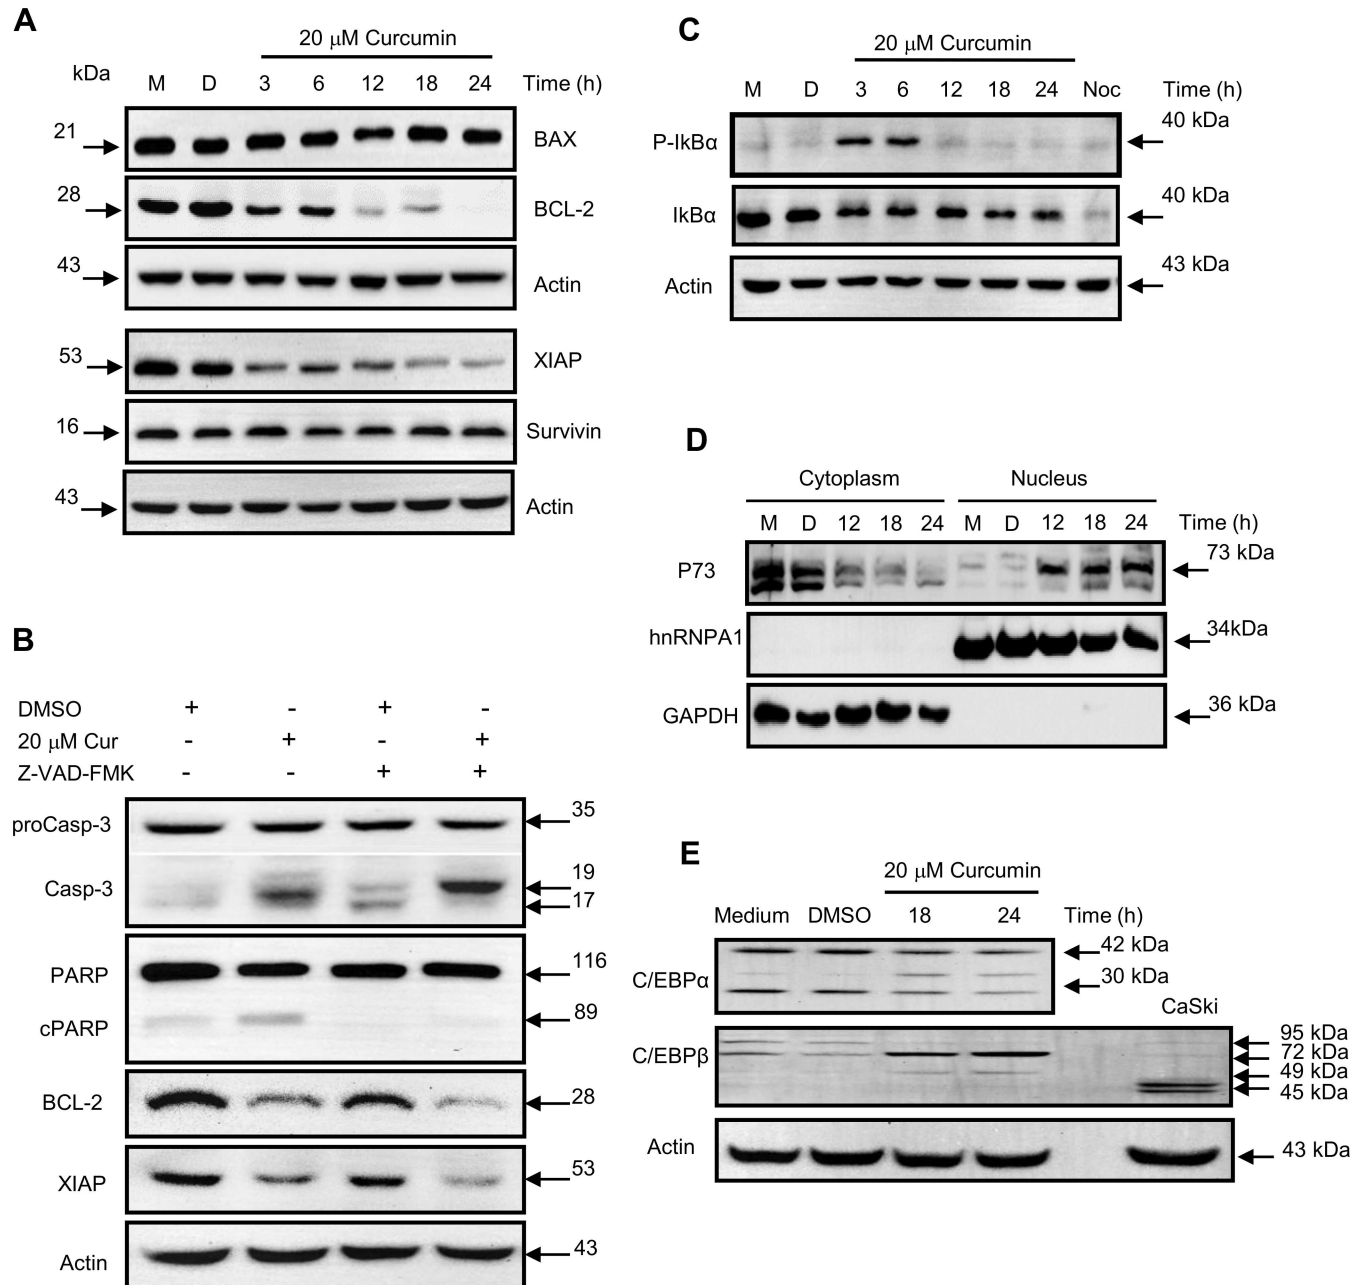 A
20 μM Curcumin
kDa M D 3 6 12 18 24 Time (h)
21 BAX
28 BCL-2
43 Actin
53 XIAP
16 Survivin
43 Actin
B
DMSO + - + -
20 μM Cur - + - +
Z-VAD-FMK - - + +
proCasp-3 35
Casp-3 19
17
PARP 116
cPARP 89
BCL-2 28
XIAP 53
Actin 43
C
20 μM Curcumin
M D 3 6 12 18 24 Noc Time (h)
P-IkBα 40 kDa
IkBα 40 kDa
Actin 43 kDa
D
Cytoplasm Nucleus
M D 12 18 24 M D 12 18 24 Time (h)
P73 73 kDa
hnRNPA1 34kDa
GAPDH 36 kDa
E
20 μM Curcumin
Medium DMSO 18 24 Time (h)
C/EBPα 42 kDa
30 kDa
CaSki
C/EBPβ 95 kDa
72 kDa
49 kDa
45 kDa
Actin 43 kDa